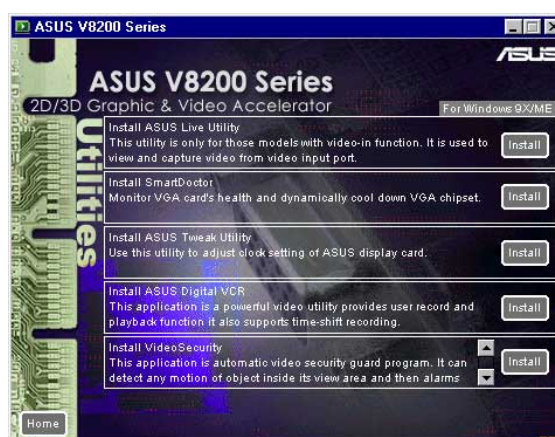 ASUS V8200 Series
ASUS
ASUS V8200 Series
2D/3D Graphic & Video Accelerator
For Windows 9X/ME
Utilities
Install ASUS Live Utility
This utility is only for those models with video-in function. It is used to
view and capture video from video input port.
Install
Install SmartDoctor
Monitor VGA card's health and dynamically cool down VGA chipset.
Install
Install ASUS Tweak Utility
Use this utility to adjust clock setting of ASUS display card.
Install
Install ASUS Digital VCR
This application is a powerful video utility provides user record and
playback function it also supports time-shift recording.
Install
Install VideoSecurity
This application is automatic video security guard program. It can
detect any motion of object inside its view area and then alarms
Install
Home